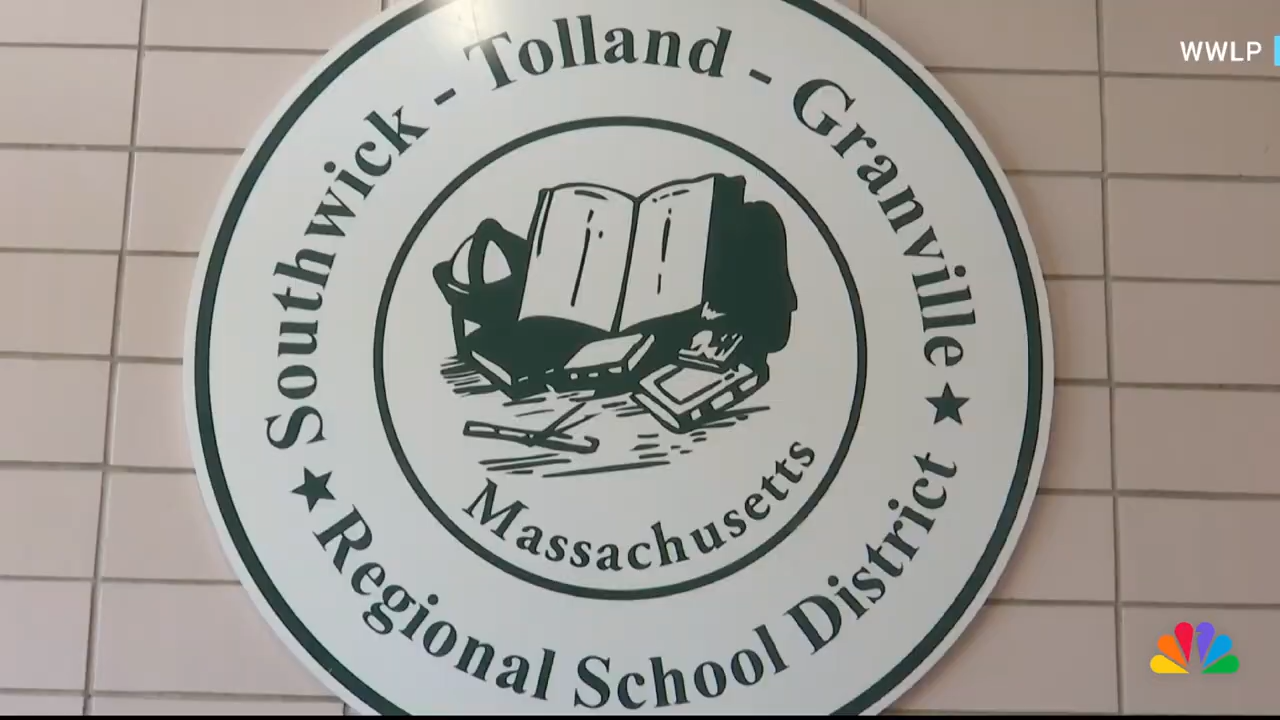 WWLP
Southwick - Tolland - Granville
Massachusetts
Regional School District